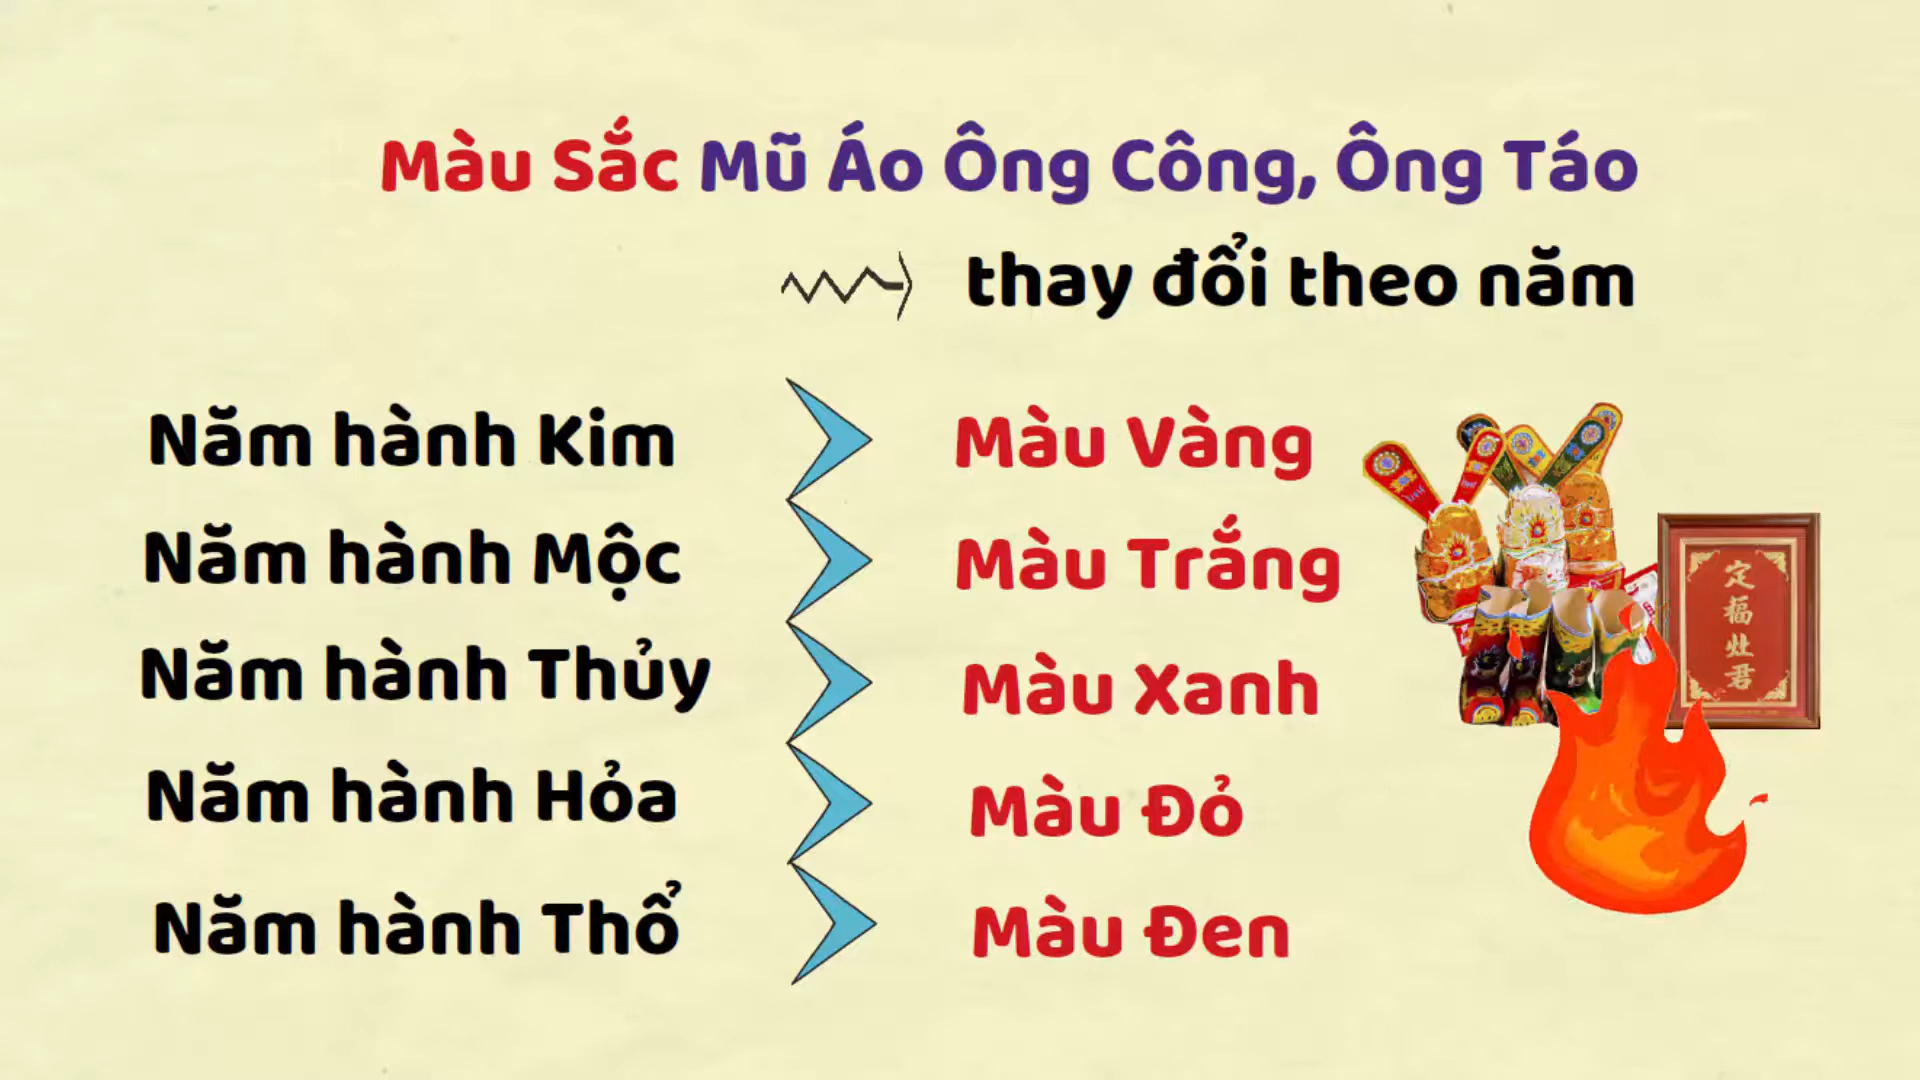 Màu Sắc Mũ Áo Ông Công, Ông Táo
thay đổi theo năm
Năm hành Kim
Màu Vàng
Năm hành Mộc
Màu Trắng
Năm hành Thủy
Màu Xanh
Năm hành Hỏa
Màu Đỏ
Năm hành Thổ
Màu Đen
定
福
灶
君